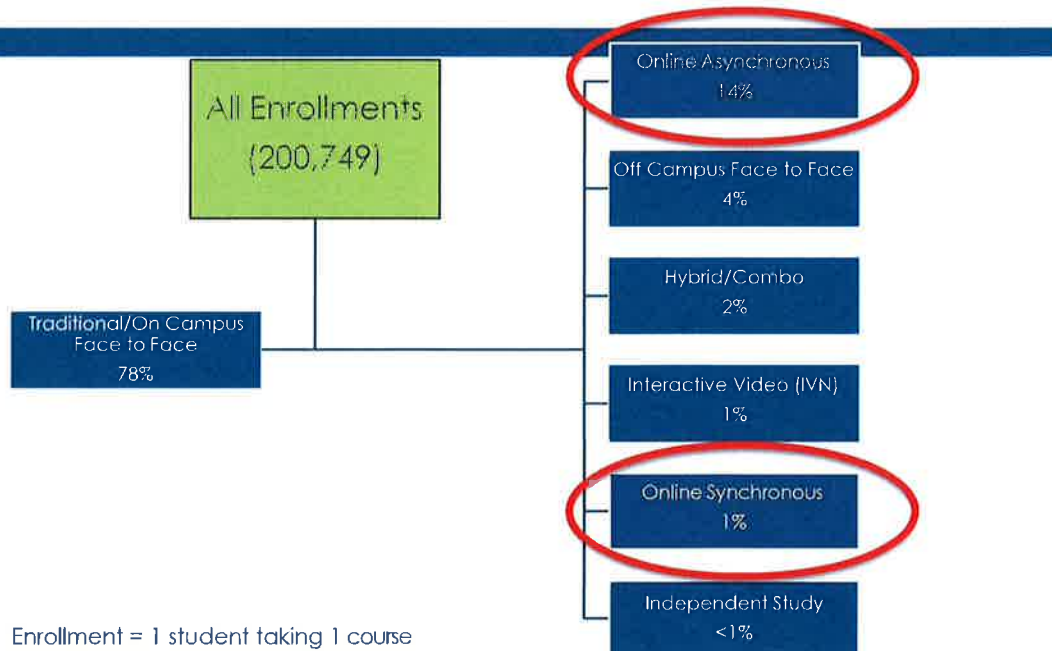 All Enrollments
(200,749)
Traditional/On Campus
Face to Face
78%
Online Asynchronous
14%
Off Campus Face to Face
4%
Hybrid/Combo
2%
Interactive Video (IVN)
1%
Online Synchronous
1%
Independent Study
<1%
Enrollment = 1 student taking 1 course